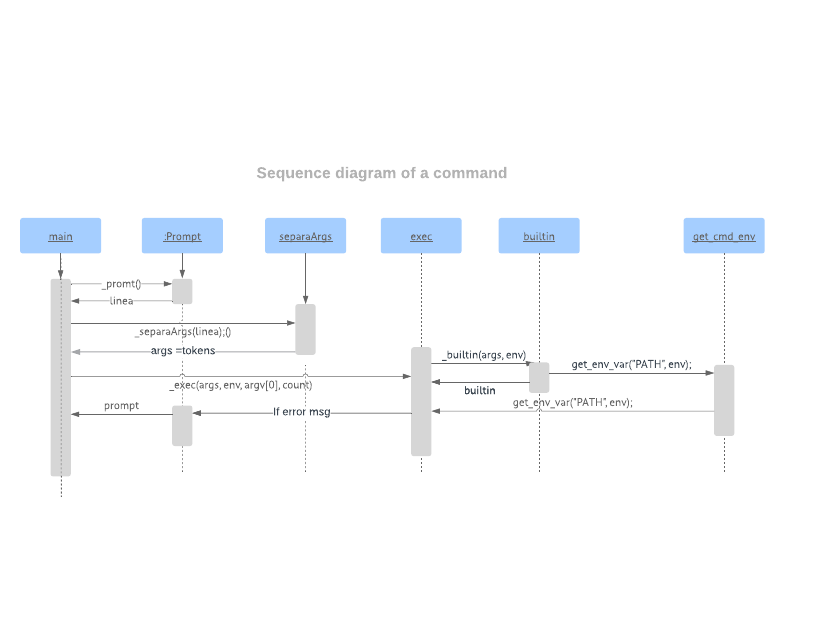 Sequence diagram of a command
main
:Prompt
separaArgs
exec
builtin
get_cmd_env
_promt()
linea
_separaArgs(linea);()
args =tokens
_builtin(args, env)
get_env_var("PATH", env);
_exec(args, env, argv[0], count)
builtin
prompt
If error msg
get_env_var("PATH", env);